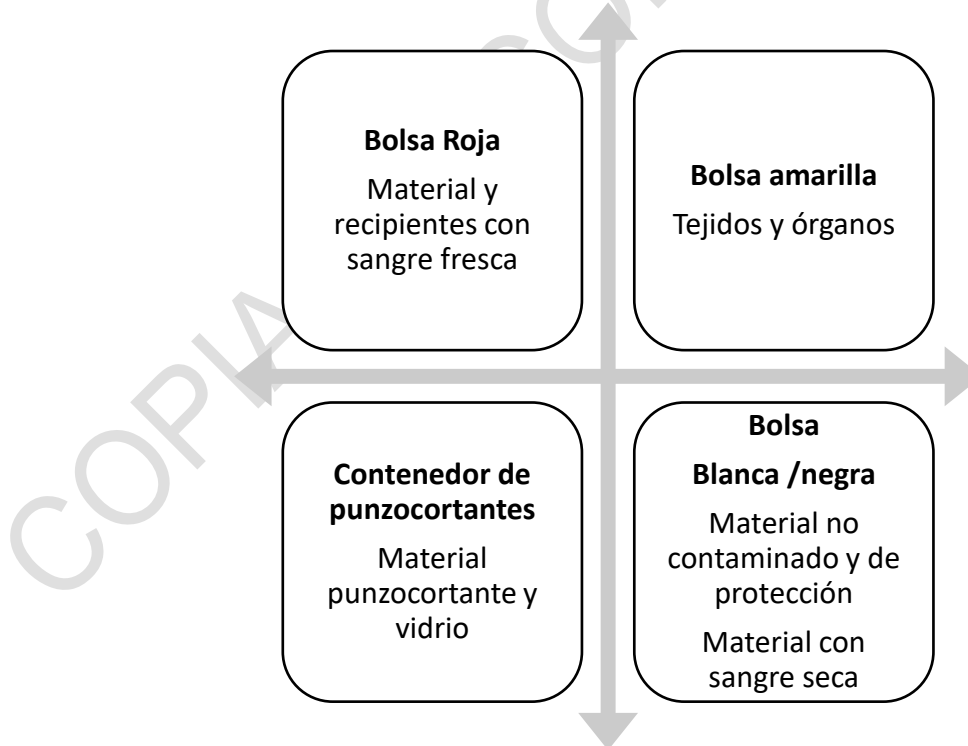 Bolsa Roja
Material y
recipientes con
sangre fresca
Bolsa amarilla
Tejidos y órganos
Contenedor de
punzocortantes
Material
punzocortante y
vidrio
Bolsa
Blanca /negra
Material no
contaminado y de
protección
Material con
sangre seca
COPIA